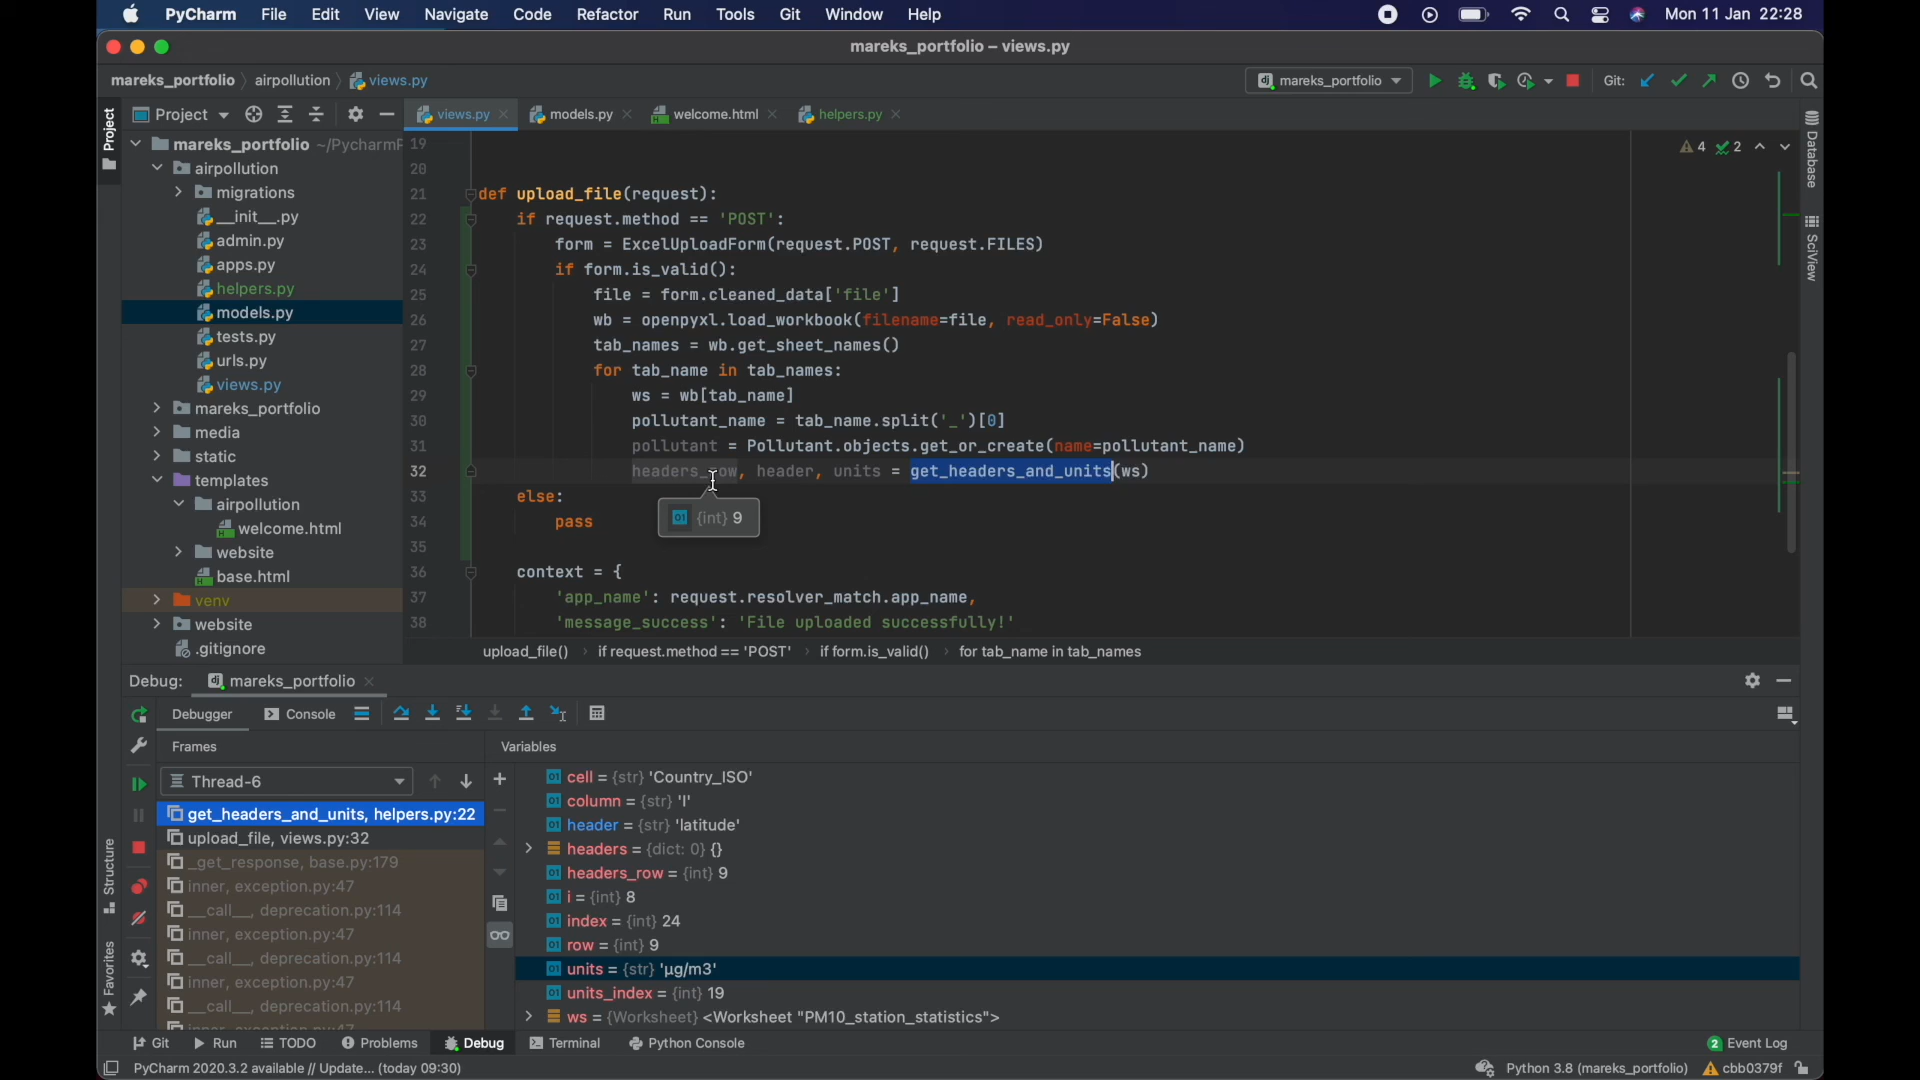 PyCharm File Edit View Navigate Code Refactor Run Tools Git Window Help Mon 11 Jan 22:28
mareks_portfolio – views.py
mareks_portfolio airpollution views.py mareks_portfolio Git:
Project views.py models.py welcome.html helpers.py
Project
mareks_portfolio ~/PycharmP
airpollution
migrations
__init__.py
admin.py
apps.py
helpers.py
models.py
tests.py
urls.py
views.py
mareks_portfolio
media
static
templates
airpollution
welcome.html
website
base.html
venv
website
.gitignore
4 2
Database
SciView
19
20
21 def upload_file(request):
22 if request.method == 'POST':
23 form = ExcelUploadForm(request.POST, request.FILES)
24 if form.is_valid():
25 file = form.cleaned_data['file']
26 wb = openpyxl.load_workbook(filename=file, read_only=False)
27 tab_names = wb.get_sheet_names()
28 for tab_name in tab_names:
29 ws = wb[tab_name]
30 pollutant_name = tab_name.split('_')[0]
31 pollutant = Pollutant.objects.get_or_create(name=pollutant_name)
32 headers_row, header, units = get_headers_and_units(ws)
33 else:
{int} 9
34 pass
35
36 context = {
37 'app_name': request.resolver_match.app_name,
38 'message_success': 'File uploaded successfully!'
upload_file() if request.method == 'POST' if form.is_valid() for tab_name in tab_names
Debug: mareks_portfolio
Debugger Console
Frames Variables
Thread-6
get_headers_and_units, helpers.py:22
upload_file, views.py:32
_get_response, base.py:179
inner, exception.py:47
__call__, deprecation.py:114
inner, exception.py:47
__call__, deprecation.py:114
inner, exception.py:47
__call__, deprecation.py:114
inner, exception.py:47
cell = {str} 'Country_ISO'
column = {str} 'I'
header = {str} 'latitude'
headers = {dict: 0} {}
headers_row = {int} 9
i = {int} 8
index = {int} 24
row = {int} 9
units = {str} 'µg/m3'
units_index = {int} 19
ws = {Worksheet} <Worksheet "PM10_station_statistics">
Structure
Favorites
Git Run TODO Problems Debug Terminal Python Console 2 Event Log
PyCharm 2020.3.2 available // Update... (today 09:30) Python 3.8 (mareks_portfolio) cbb0379f